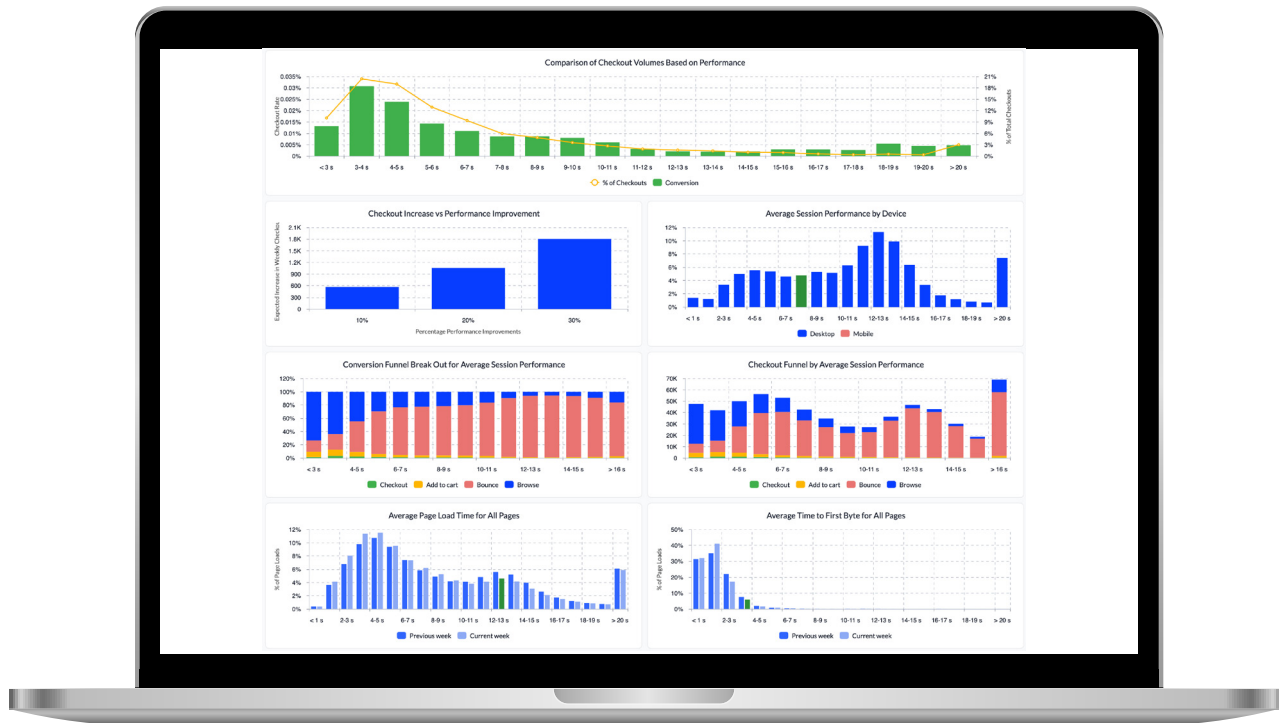 Comparison of Checkout Volumes Based on Performance
Checkout Rate
0.035%
0.03%
0.025%
0.02%
0.015%
0.01%
0.005%
0%
21%
18%
15%
12%
9%
6%
3%
0%
% of Total Checkouts
< 3 s 3-4 s 4-5 s 5-6 s 6-7 s 7-8 s 8-9 s 9-10 s 10-11 s 11-12 s 12-13 s 13-14 s 14-15 s 15-16 s 16-17 s 17-18 s 18-19 s 19-20 s > 20 s
% of Checkouts Conversion
Checkout Increase vs Performance Improvement
Expected Increase in Weekly
2.1K
1.8K
1.5K
1.2K
900
600
300
0
10% 20% 30%
Percentage Performance Improvements
Average Session Performance by Device
12%
10%
8%
6%
4%
2%
0%
< 1 s 2-3 s 4-5 s 6-7 s 8-9 s 10-11 s 12-13 s 14-15 s 16-17 s 18-19 s > 20 s
Desktop Mobile
Conversion Funnel Break Out for Average Session Performance
120%
100%
80%
60%
40%
20%
0%
< 3 s 4-5 s 6-7 s 8-9 s 10-11 s 12-13 s 14-15 s > 16 s
Checkout Add to cart Bounce Browse
Checkout Funnel by Average Session Performance
70K
60K
50K
40K
30K
20K
10K
0
< 3 s 4-5 s 6-7 s 8-9 s 10-11 s 12-13 s 14-15 s > 16 s
Checkout Add to cart Bounce Browse
Average Page Load Time for All Pages
% of Page Loads
12%
10%
8%
6%
4%
2%
0%
< 1 s 2-3 s 4-5 s 6-7 s 8-9 s 10-11 s 12-13 s 14-15 s 16-17 s 18-19 s > 20 s
Previous week Current week
Average Time to First Byte for All Pages
% of Page Loads
50%
40%
30%
20%
10%
0%
< 1 s 2-3 s 4-5 s 6-7 s 8-9 s 10-11 s 12-13 s 14-15 s 16-17 s 18-19 s > 20 s
Previous week Current week